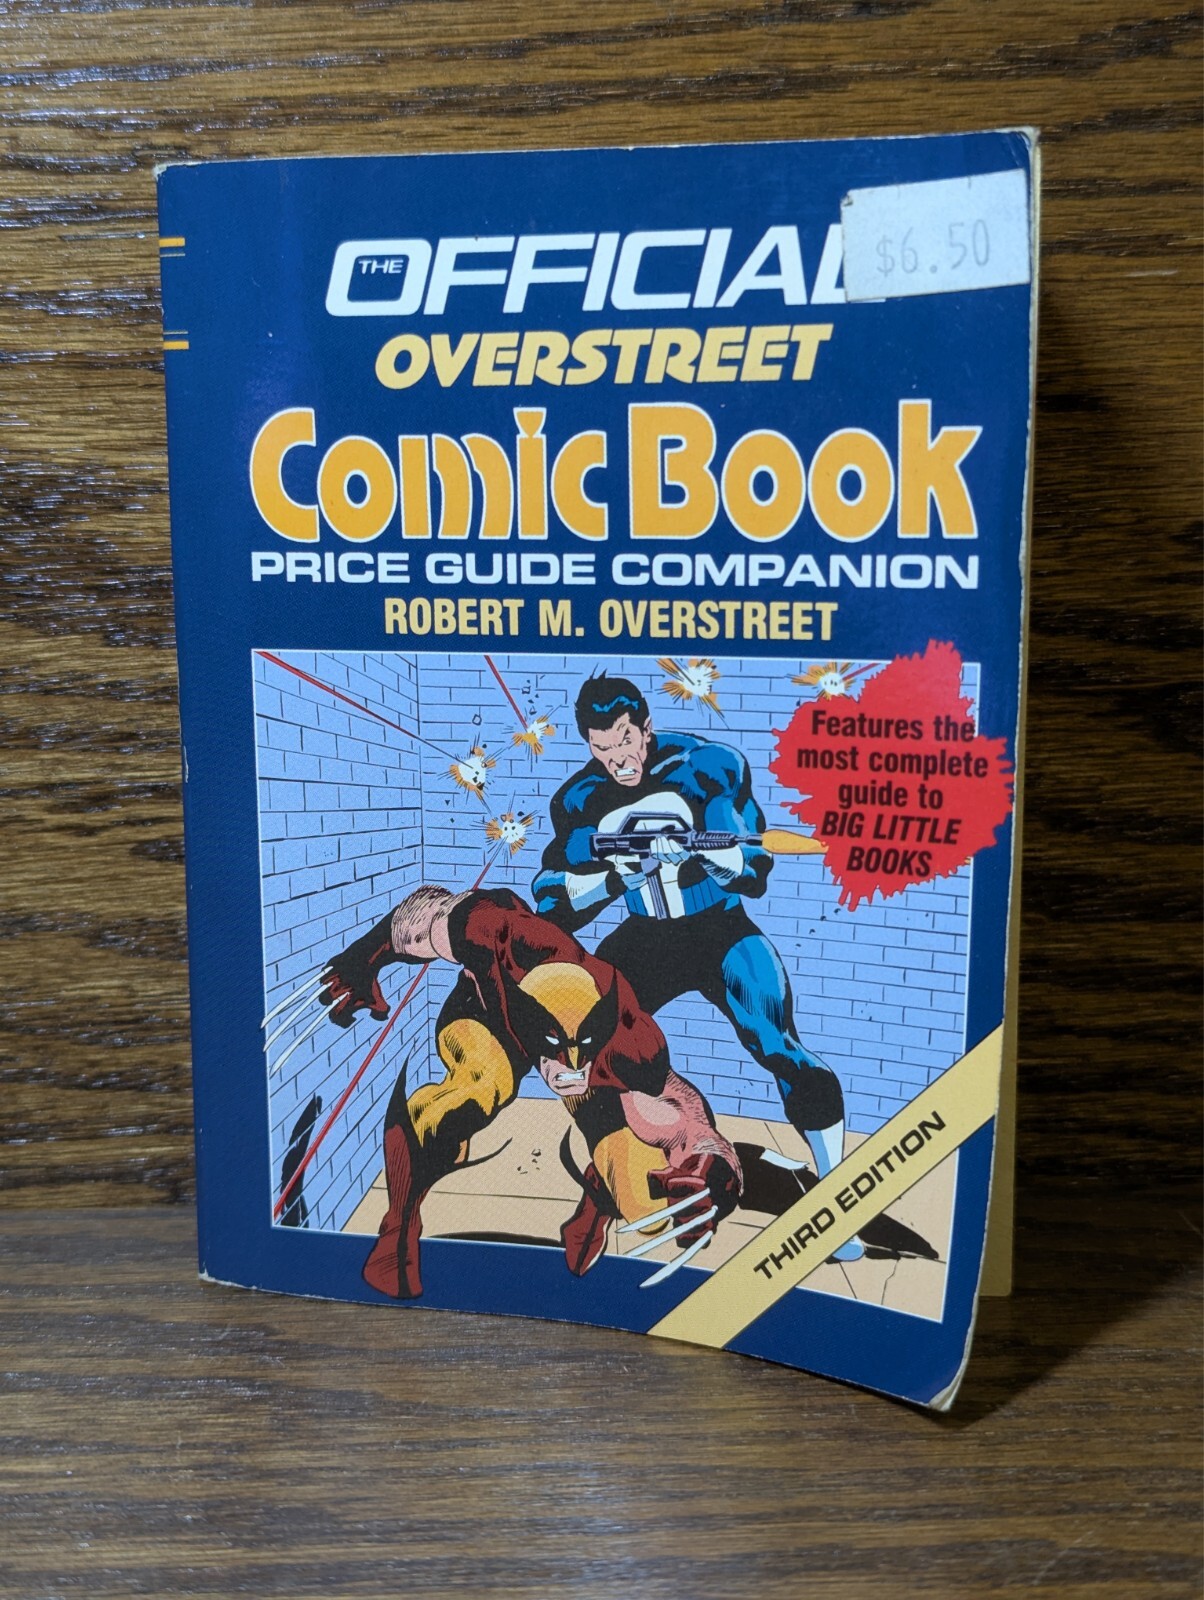 $6.50
THE
OFFICIAL
OVERSTREET
Comic Book
PRICE GUIDE COMPANION
ROBERT M. OVERSTREET
Features the
most complete
guide to
BIG LITTLE
BOOKS
THIRD EDITION